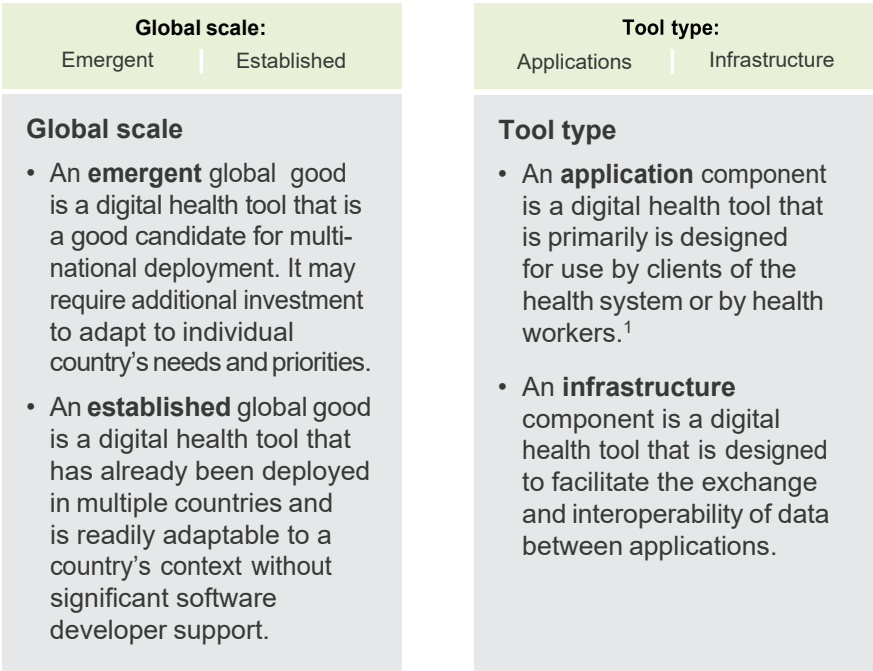 Global scale:
Emergent Established
Global scale
• An emergent global good
is a digital health tool that is
a good candidate for multi-
national deployment. It may
require additional investment
to adapt to individual
country’s needs and priorities.
• An established global good
is a digital health tool that
has already been deployed
in multiple countries and
is readily adaptable to a
country’s context without
significant software
developer support.
Tool type:
Applications Infrastructure
Tool type
• An application component
is a digital health tool that
is primarily is designed
for use by clients of the
health system or by health
workers.1
• An infrastructure
component is a digital
health tool that is designed
to facilitate the exchange
and interoperability of data
between applications.